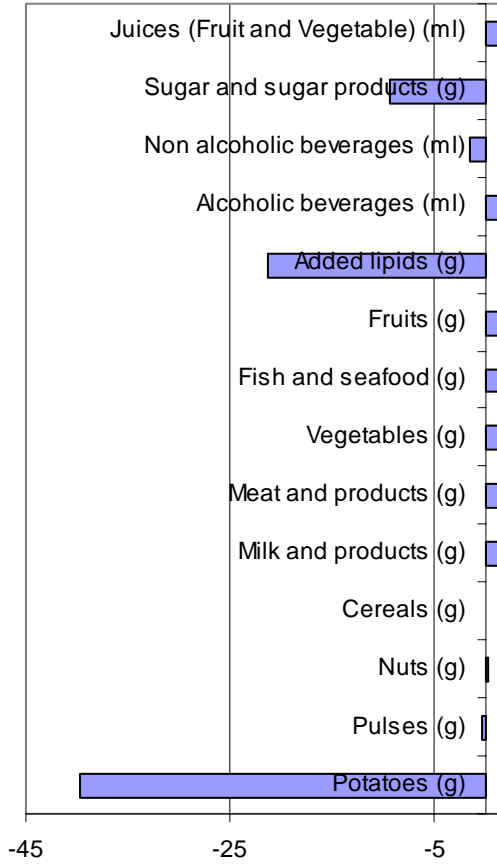 Juices (Fruit and Vegetable) (ml)
Sugar and sugar products (g)
Non alcoholic beverages (ml)
Alcoholic beverages (ml)
Added lipids (g)
Fruits (g)
Fish and seafood (g)
Vegetables (g)
Meat and products (g)
Milk and products (g)
Cereals (g)
Nuts (g)
Pulses (g)
Potatoes (g)
-45 -25 -5